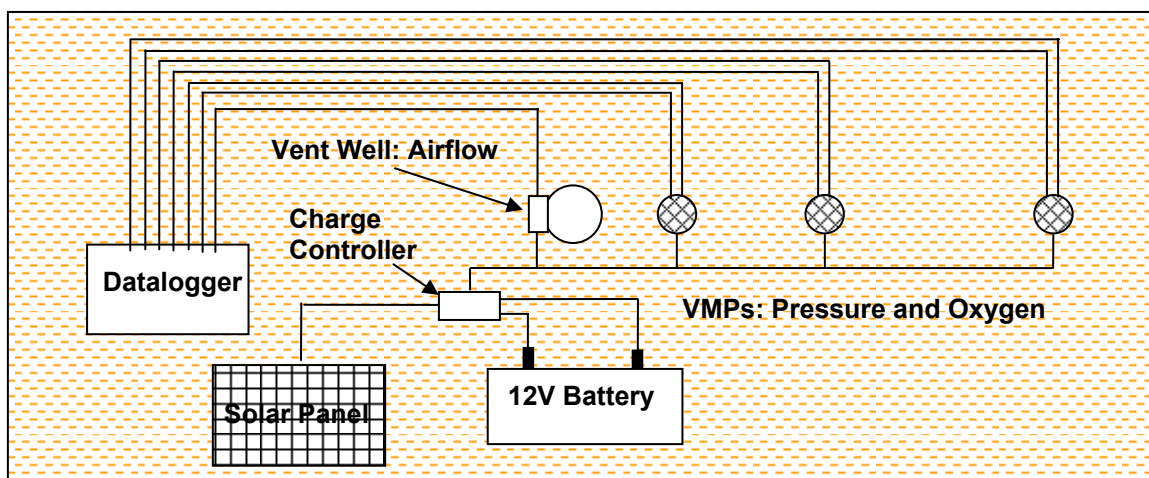 Vent Well: Airflow
Charge
Controller
Datalogger
VMPs: Pressure and Oxygen
Solar Panel
12V Battery